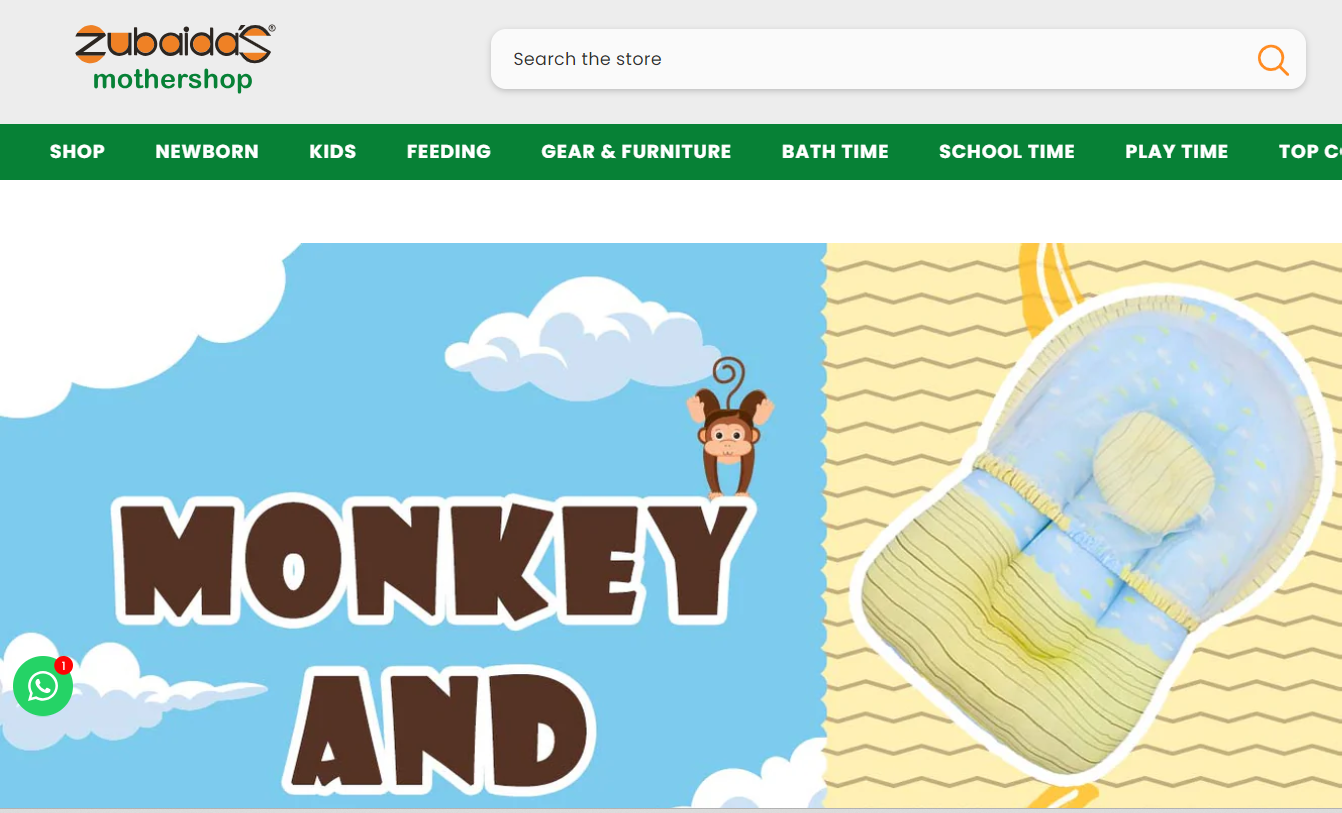 zubaida's®
mothershop
Search the store
SHOP NEWBORN KIDS FEEDING GEAR & FURNITURE BATH TIME SCHOOL TIME PLAY TIME TOP
MONKEY
AND
1